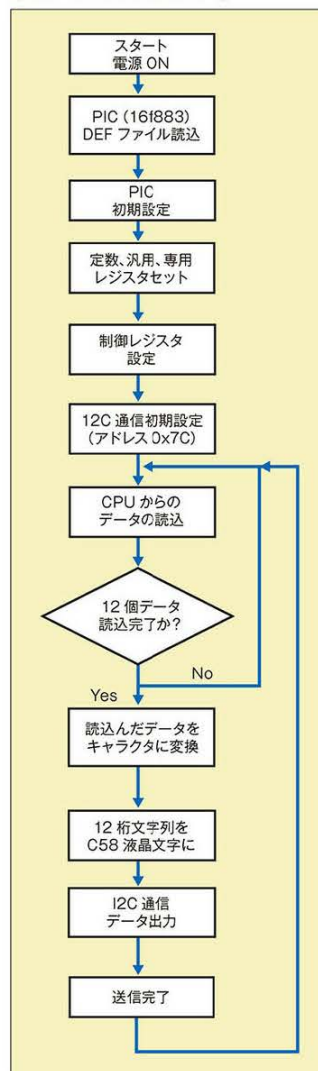 スタート
電源 ON
PIC (16f883)
DEF ファイル読込
PIC
初期設定
定数、汎用、専用
レジスタセット
制御レジスタ
設定
12C 通信初期設定
(アドレス 0x7C)
CPU からの
データの読込
12 個データ
読込完了か?
No
Yes
読込んだデータを
キャラクタに変換
12 桁文字列を
C58 液晶文字に
I2C 通信
データ出力
送信完了